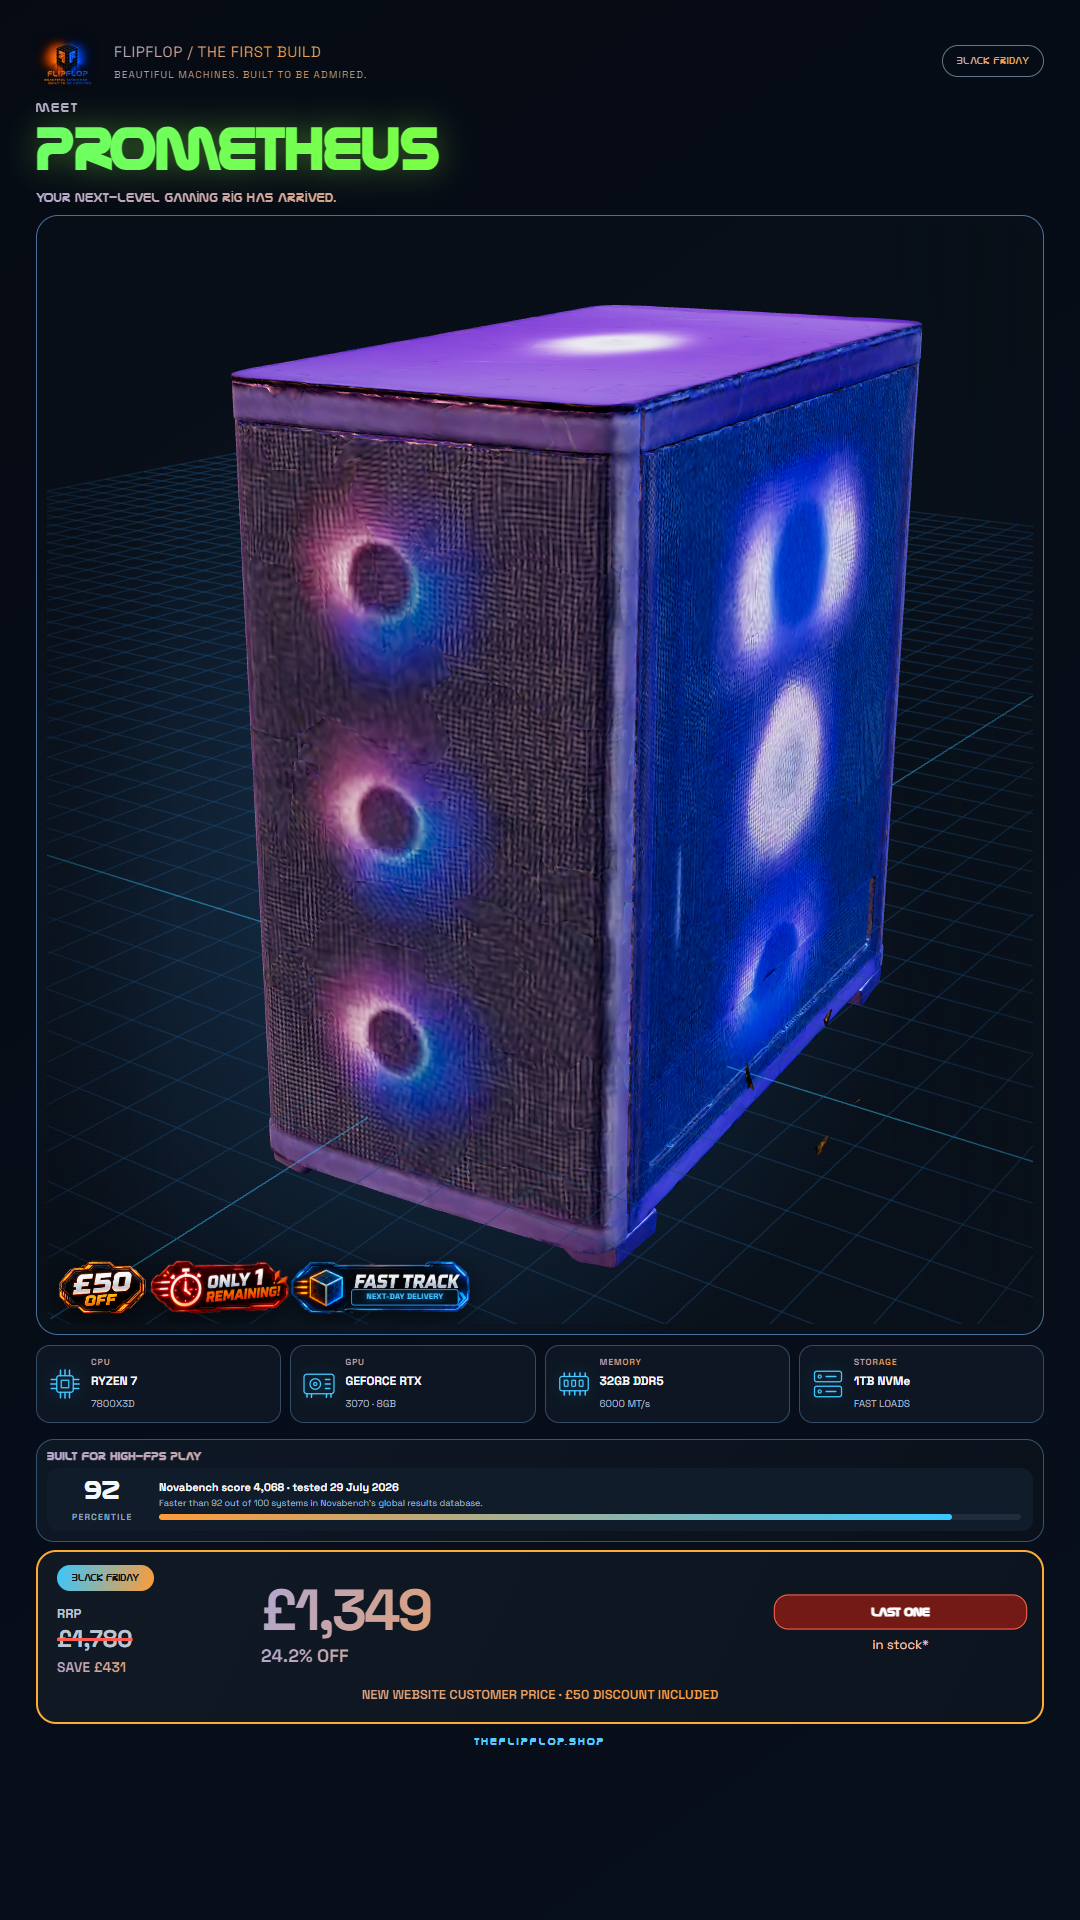 FLIPFLOP
FLIPFLOP / THE FIRST BUILD
BEAUTIFUL MACHINES. BUILT TO BE ADMIRED.
BLACK FRIDAY
MEET
PROMETHEUS
YOUR NEXT-LEVEL GAMING RIG HAS ARRIVED.
£50
OFF
ONLY 1
REMAINING!
FAST TRACK
NEXT-DAY DELIVERY
CPU
RYZEN 7
7800X3D
GPU
GEFORCE RTX
3070 · 8GB
MEMORY
32GB DDR5
6000 MT/s
STORAGE
1TB NVMe
FAST LOADS
BUILT FOR HIGH-FPS PLAY
92
PERCENTILE
Novabench score 4,068 · tested 29 July 2026
Faster than 92 out of 100 systems in Novabench's global results database.
BLACK FRIDAY
RRP
£1,780
SAVE £431
£1,349
24.2% OFF
LAST ONE
in stock*
NEW WEBSITE CUSTOMER PRICE · £50 DISCOUNT INCLUDED
THEFLIPFLOP.SHOP